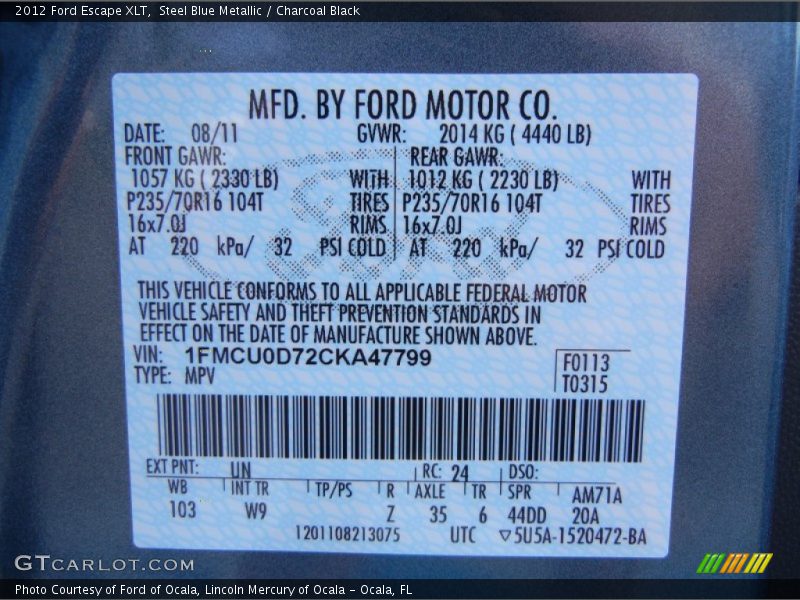 2012 Ford Escape XLT,  Steel Blue Metallic / Charcoal Black
MFD. BY FORD MOTOR CO.
DATE: 08/11 GVWR: 2014 KG ( 4440 LB)
FRONT GAWR: REAR GAWR:
1057 KG ( 2330 LB) WITH 1012 KG ( 2230 LB) WITH
P235/70R16 104T TIRES P235/70R16 104T TIRES
16x7.0J RIMS 16x7.0J RIMS
AT 220 kPa/ 32 PSI COLD AT 220 kPa/ 32 PSI COLD
THIS VEHICLE CONFORMS TO ALL APPLICABLE FEDERAL MOTOR
VEHICLE SAFETY AND THEFT PREVENTION STANDARDS IN
EFFECT ON THE DATE OF MANUFACTURE SHOWN ABOVE.
VIN: 1FMCU0D72CKA47799 F0113
TYPE: MPV T0315
EXT PNT: UN RC: 24 DSO:
WB INT TR TP/PS R AXLE TR SPR AM71A
103 W9 Z 35 6 44DD 20A
1201108213075 UTC ▽5U5A-1520472-BA
GTCARLOT.COM
Photo Courtesy of Ford of Ocala, Lincoln Mercury of Ocala – Ocala, FL